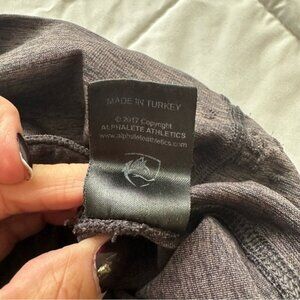 MADE IN TURKEY
© 2017 Copyright
ALPHALETE ATHLETICS
www.alphaleteathletics.com